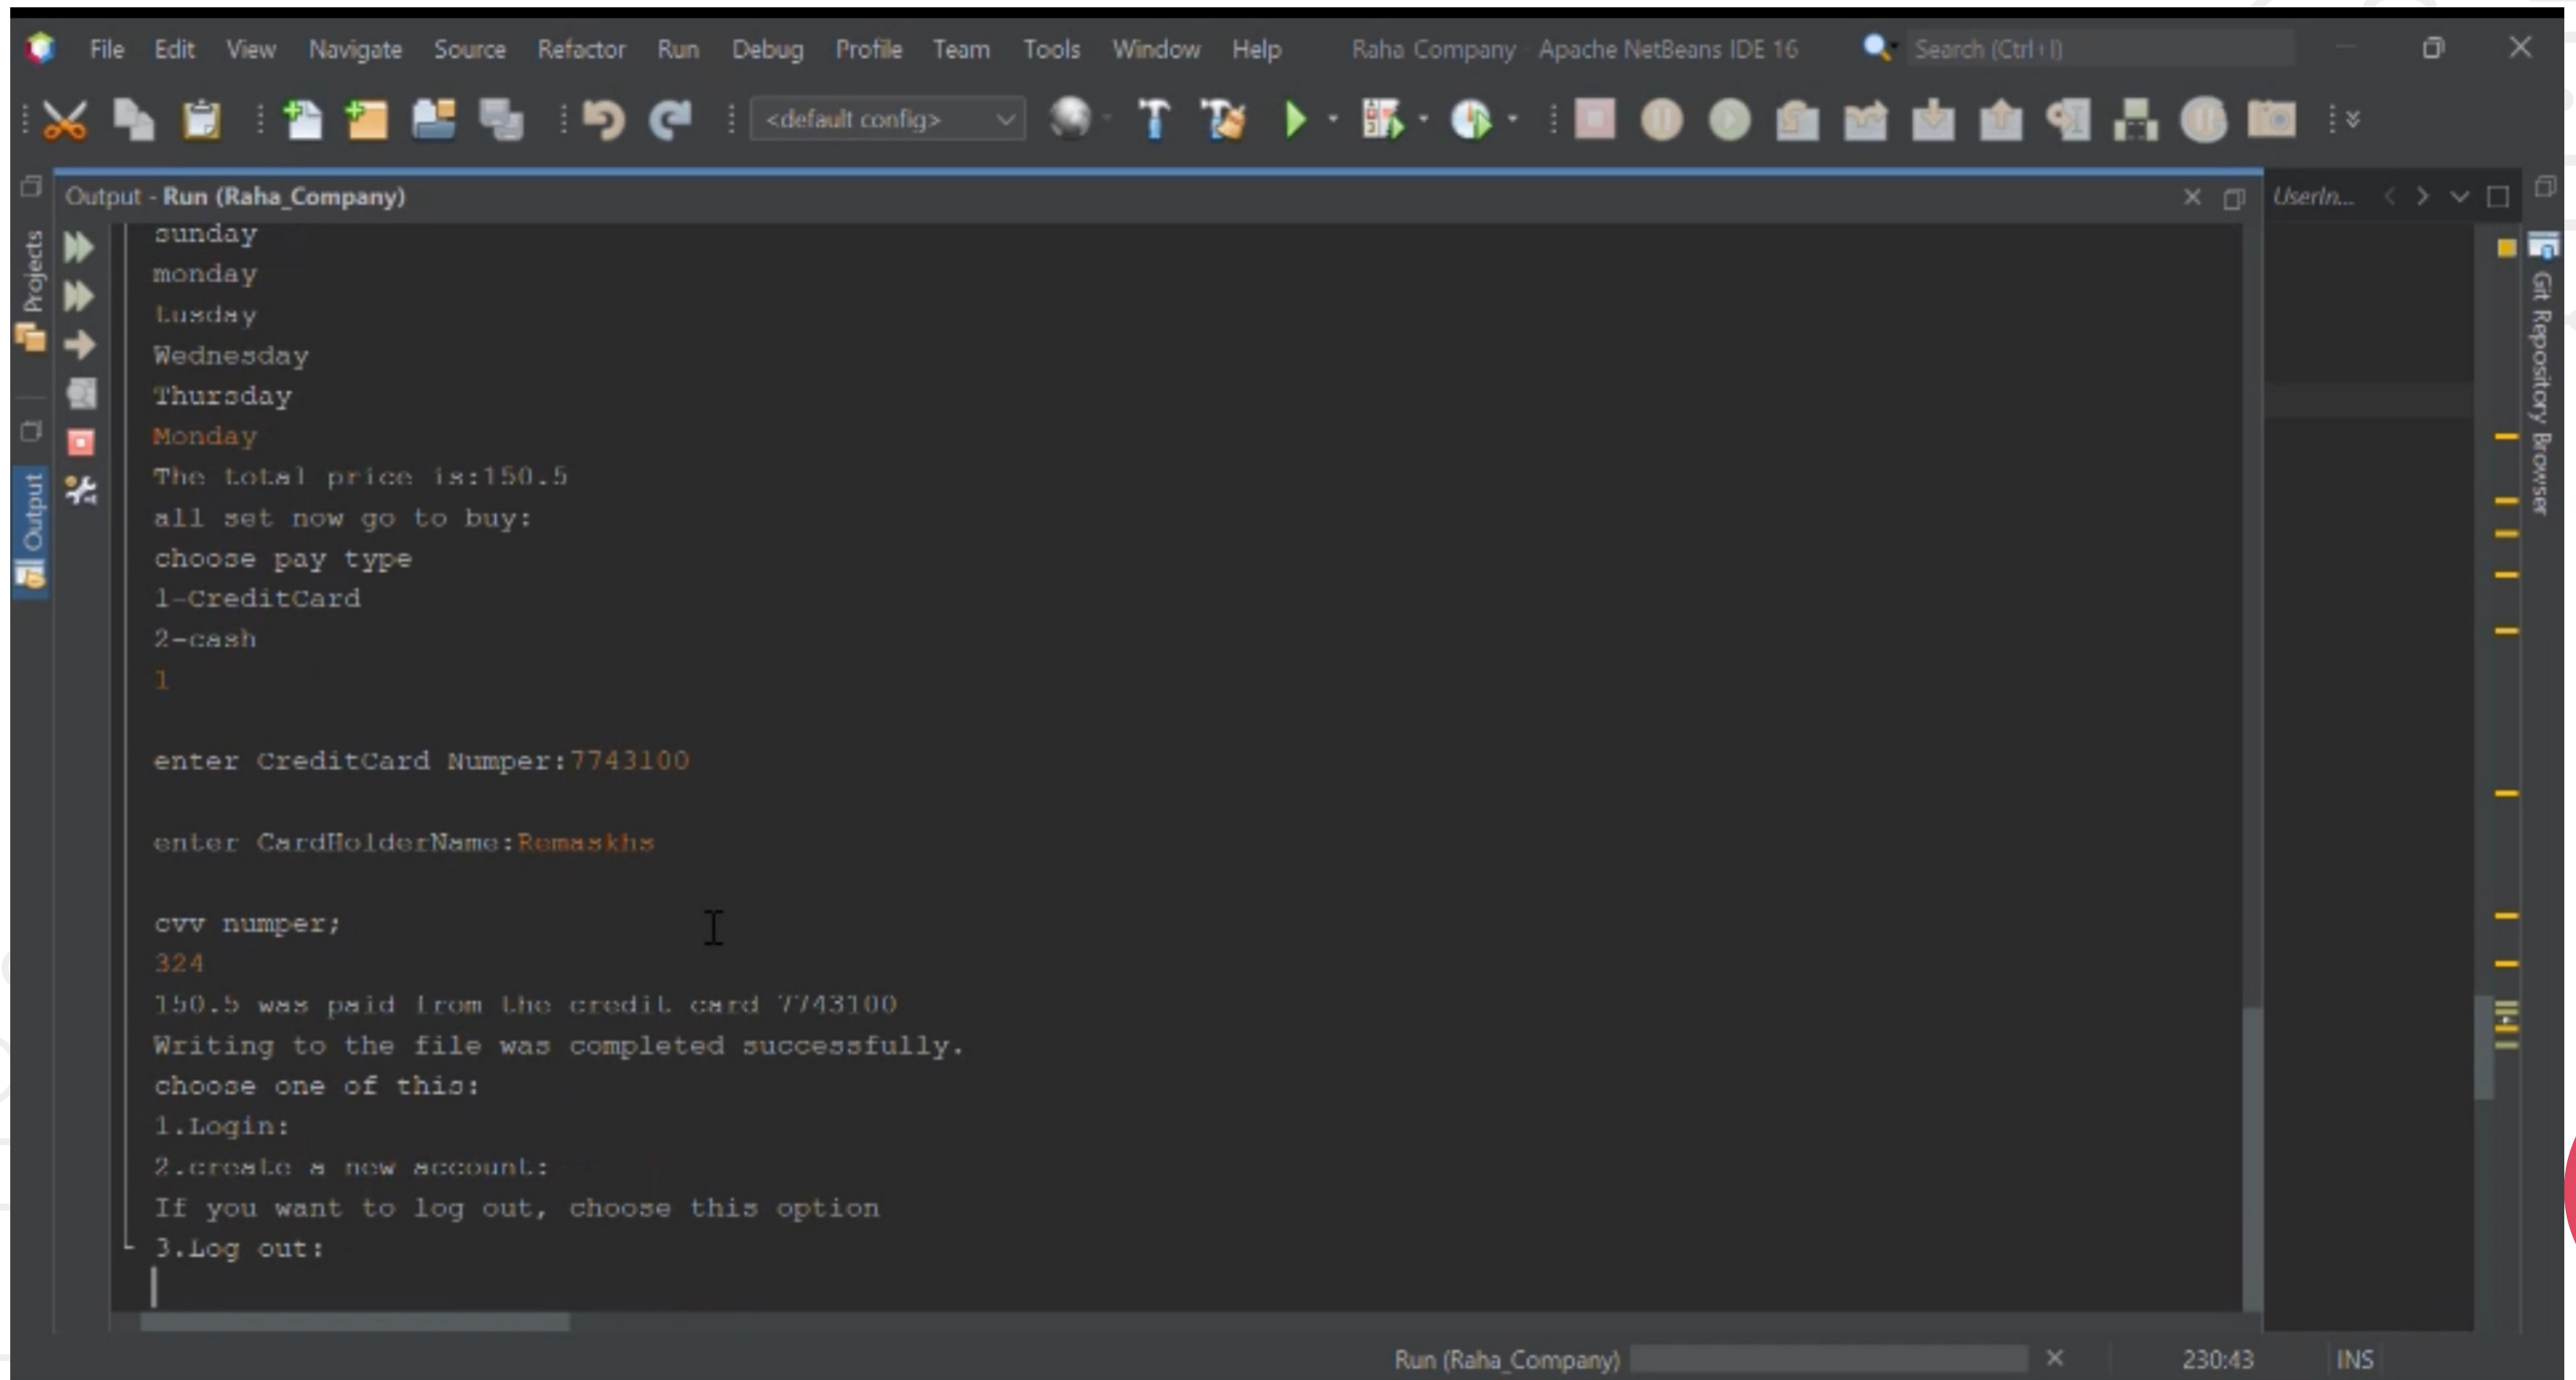 File Edit View Navigate Source Refactor Run Debug Profile Team Tools Window Help Raha Company - Apache NetBeans IDE 16 Search (Ctrl+I)
<default config>
Output - Run (Raha_Company)
UserIn...
Projects
Output
Git Repository Browser
sunday
monday
tusday
Wednesday
Thursday
Monday
The total price is:150.5
all set now go to buy:
choose pay type
1-CreditCard
2-cash
1
enter CreditCard Numper:7743100
enter CardHolderName:Remaskhs
cvv numper;
324
150.5 was paid from the credit card 7743100
Writing to the file was completed successfully.
choose one of this:
1.Login:
2.create a new account:
If you want to log out, choose this option
3.Log out:
Run (Raha_Company) 230:43 INS